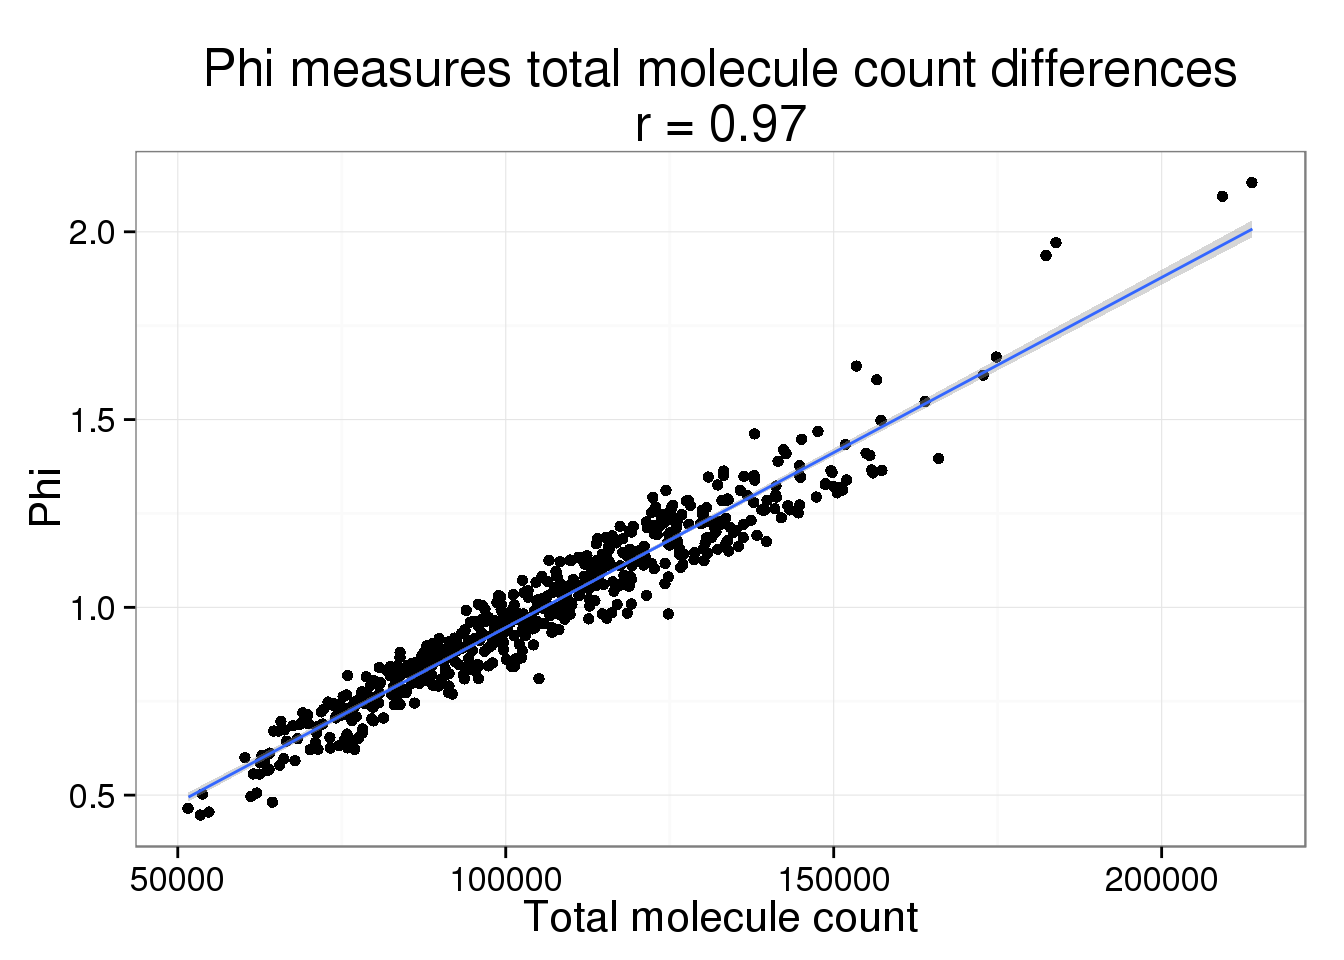 Phi measures total molecule count differences
r = 0.97
2.0
1.5
1.0
0.5
Phi
50000 100000 150000 200000
Total molecule count